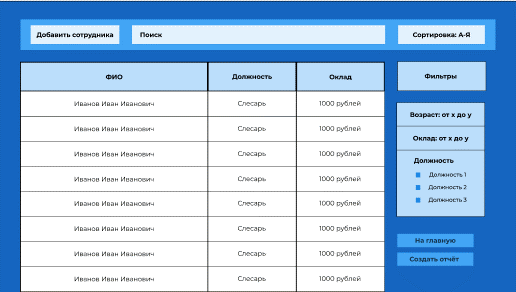 Добавить сотрудника Поиск Сортировка: А-Я
ФИО Должность Оклад Фильтры
Иванов Иван Иванович Слесарь 1000 рублей
Иванов Иван Иванович Слесарь 1000 рублей
Иванов Иван Иванович Слесарь 1000 рублей
Иванов Иван Иванович Слесарь 1000 рублей
Иванов Иван Иванович Слесарь 1000 рублей
Иванов Иван Иванович Слесарь 1000 рублей
Иванов Иван Иванович Слесарь 1000 рублей
Иванов Иван Иванович Слесарь 1000 рублей
Возраст: от x до y
Оклад: от x до y
Должность
Должность 1
Должность 2
Должность 3
На главную
Создать отчёт